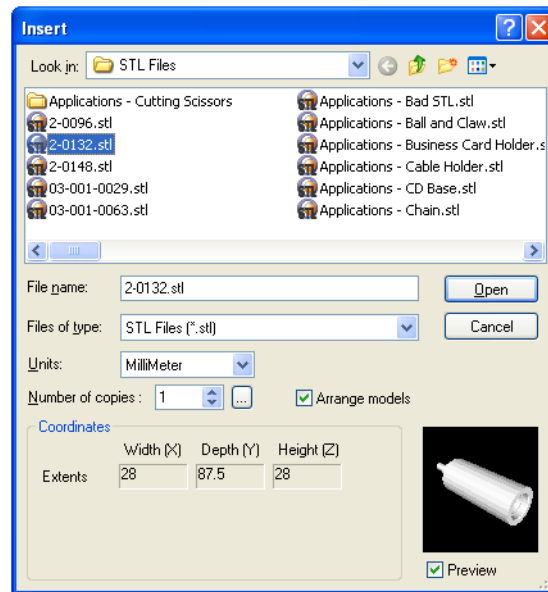 Insert
Look in: STL Files
Applications - Cutting Scissors
2-0096.stl
2-0132.stl
2-0148.stl
03-001-0029.stl
03-001-0063.stl
Applications - Bad STL.stl
Applications - Ball and Claw.stl
Applications - Business Card Holder.s
Applications - Cable Holder.stl
Applications - CD Base.stl
Applications - Chain.stl
File name: 2-0132.stl Open
Files of type: STL Files (*.stl) Cancel
Units: MilliMeter
Number of copies : 1 ... Arrange models
Coordinates
Width (X) Depth (Y) Height (Z)
Extents 28 87.5 28
Preview